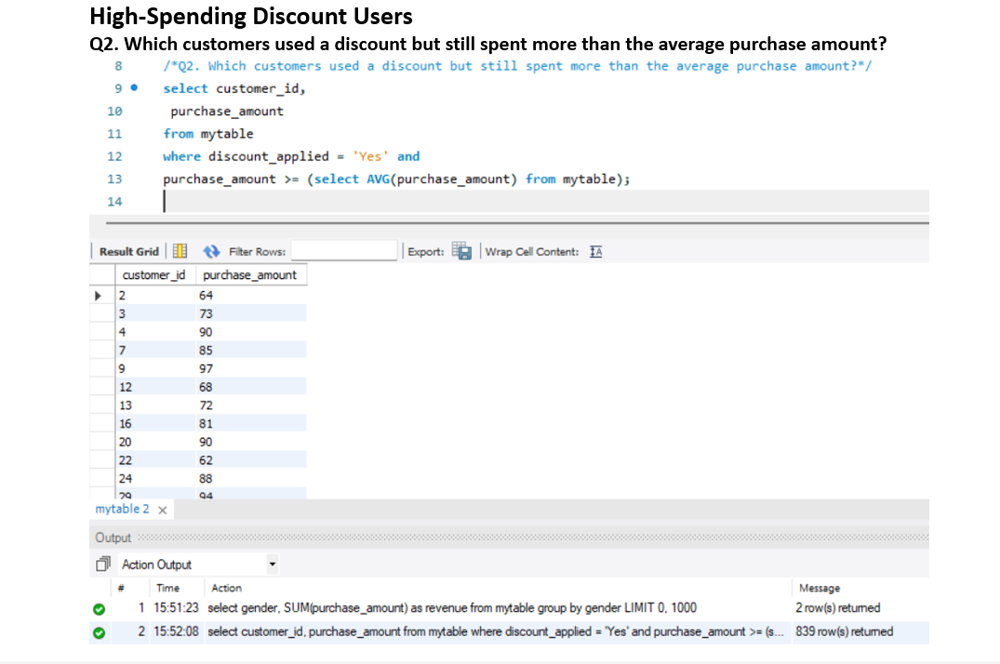 High-Spending Discount Users
Q2. Which customers used a discount but still spent more than the average purchase amount?
8 /*Q2. Which customers used a discount but still spent more than the average purchase amount?*/
9 select customer_id,
10 purchase_amount
11 from mytable
12 where discount_applied = 'Yes' and
13 purchase_amount >= (select AVG(purchase_amount) from mytable);
14
Result Grid Filter Rows: Export: Wrap Cell Content: IA
customer_id purchase_amount
2 64
3 73
4 90
7 85
9 97
12 68
13 72
16 81
20 90
22 62
24 88
29 94
mytable 2 x
Output
Action Output
# Time Action Message
1 15:51:23 select gender, SUM(purchase_amount) as revenue from mytable group by gender LIMIT 0, 1000 2 row(s) returned
2 15:52:08 select customer_id, purchase_amount from mytable where discount_applied = 'Yes' and purchase_amount >= (s... 839 row(s) returned